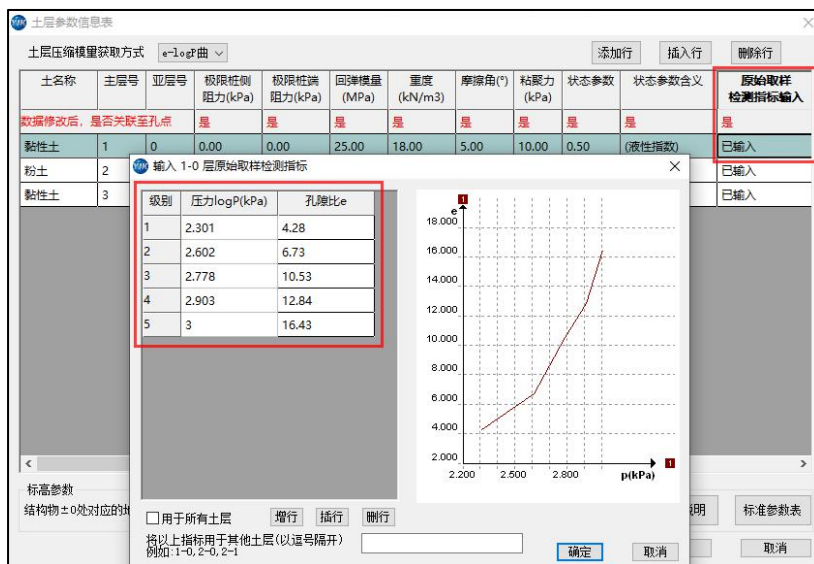 土层参数信息表
土层压缩模量获取方式 e-logP曲 添加行 插入行 删除行
土名称 主层号 亚层号 极限桩侧阻力(kPa) 极限桩端阻力(kPa) 回弹模量(MPa) 重度(kN/m3) 摩擦角(°) 粘聚力(kPa) 状态参数 状态参数含义 原始取样检测指标输入
数据修改后，是否关联至孔点 是 是 是 是 是 是 是 是 是
黏性土 1 0 0.00 0.00 25.00 18.00 5.00 10.00 0.50 (液性指数) 已输入
粉土 2 已输入
黏性土 3 已输入
输入 1-0 层原始取样检测指标
级别 压力logP(kPa) 孔隙比e
1 2.301 4.28
2 2.602 6.73
3 2.778 10.53
4 2.903 12.84
5 3 16.43
1
e
18.000
16.000
14.000
12.000
10.000
8.000
6.000
4.000
2.000
2.200 2.500 2.800 p(kPa) 1
标高参数
结构物±0处对应的 明 标准参数表
用于所有土层 增行 插行 删行
将以上指标用于其他土层(以逗号隔开)
例如:1-0,2-0,2-1
确定 取消
取消